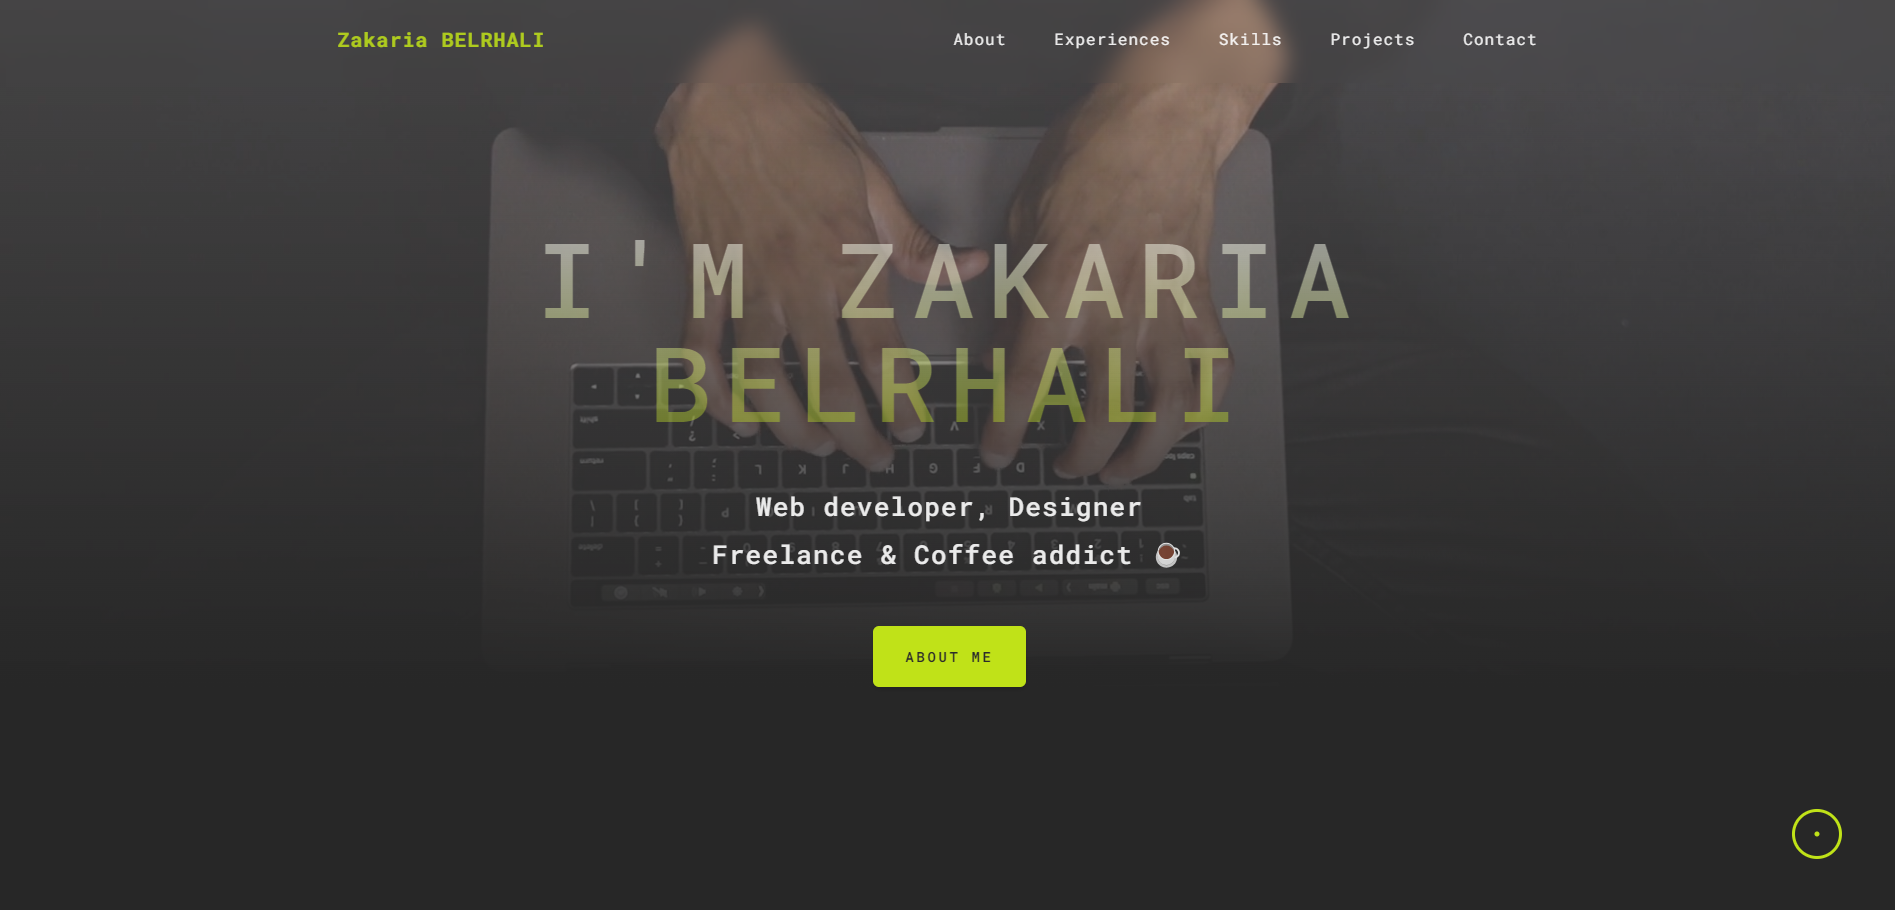 Zakaria BELRHALI
About Experiences Skills Projects Contact
I'M ZAKARIA
BELRHALI
Web developer, Designer
Freelance & Coffee addict ☕
ABOUT ME